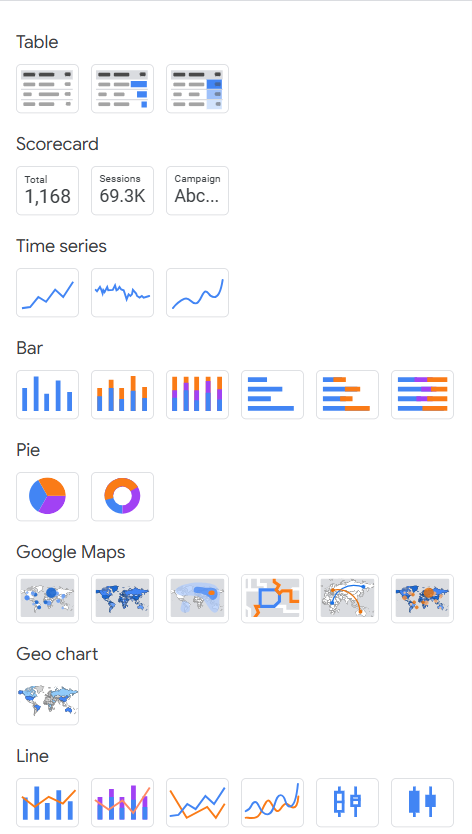 Table
Scorecard
Total
1,168
Sessions
69.3K
Campaign
Abc...
Time series
Bar
Pie
Google Maps
Geo chart
Line